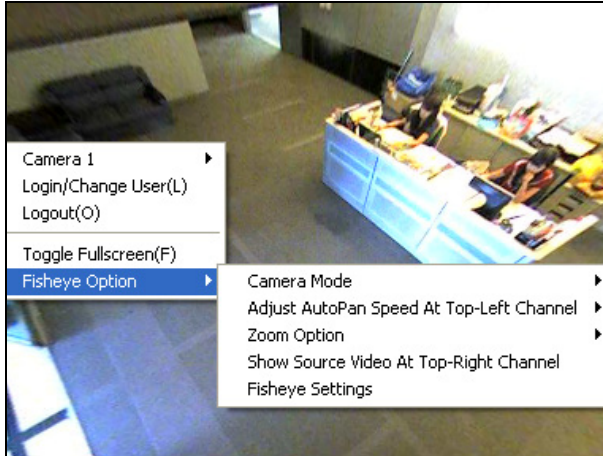 Camera 1
Login/Change User(L)
Logout(O)
Toggle Fullscreen(F)
Fisheye Option
Camera Mode
Adjust AutoPan Speed At Top-Left Channel
Zoom Option
Show Source Video At Top-Right Channel
Fisheye Settings